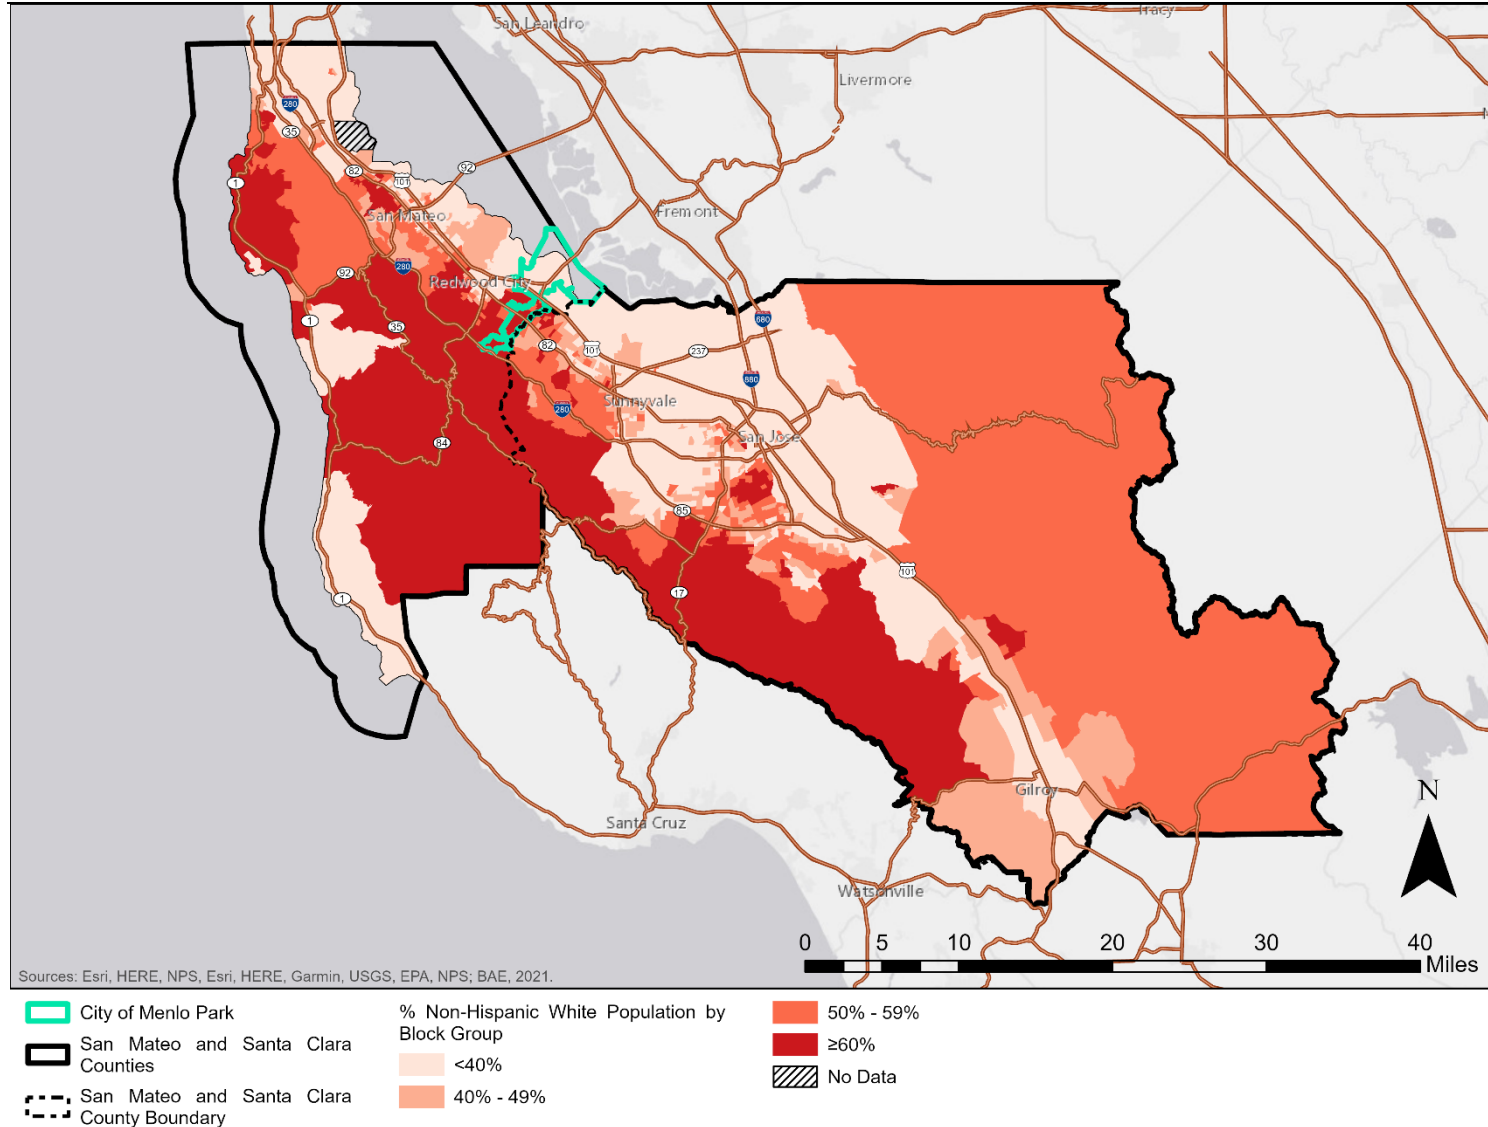 San Leandro
Tracy
Livermore
280
35
92
82
101
1
Fremont
San Mateo
280
92
Redwood City
1
35
680
82
101
237
880
Sunnyvale
280
San Jose
84
85
101
17
1
Gilroy
N
Santa Cruz
Watsonville
0 5 10 20 30 40
Miles
Sources: Esri, HERE, NPS, Esri, HERE, Garmin, USGS, EPA, NPS; BAE, 2021.
City of Menlo Park
San Mateo and Santa Clara
Counties
San Mateo and Santa Clara
County Boundary
% Non-Hispanic White Population by
Block Group
<40%
40% - 49%
50% - 59%
≥60%
No Data